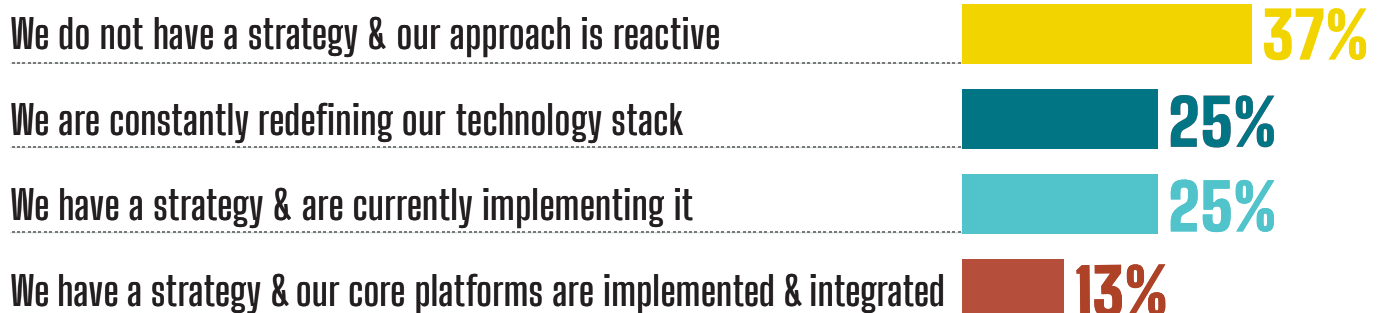 We do not have a strategy & our approach is reactive 37%
We are constantly redefining our technology stack 25%
We have a strategy & are currently implementing it 25%
We have a strategy & our core platforms are implemented & integrated 13%